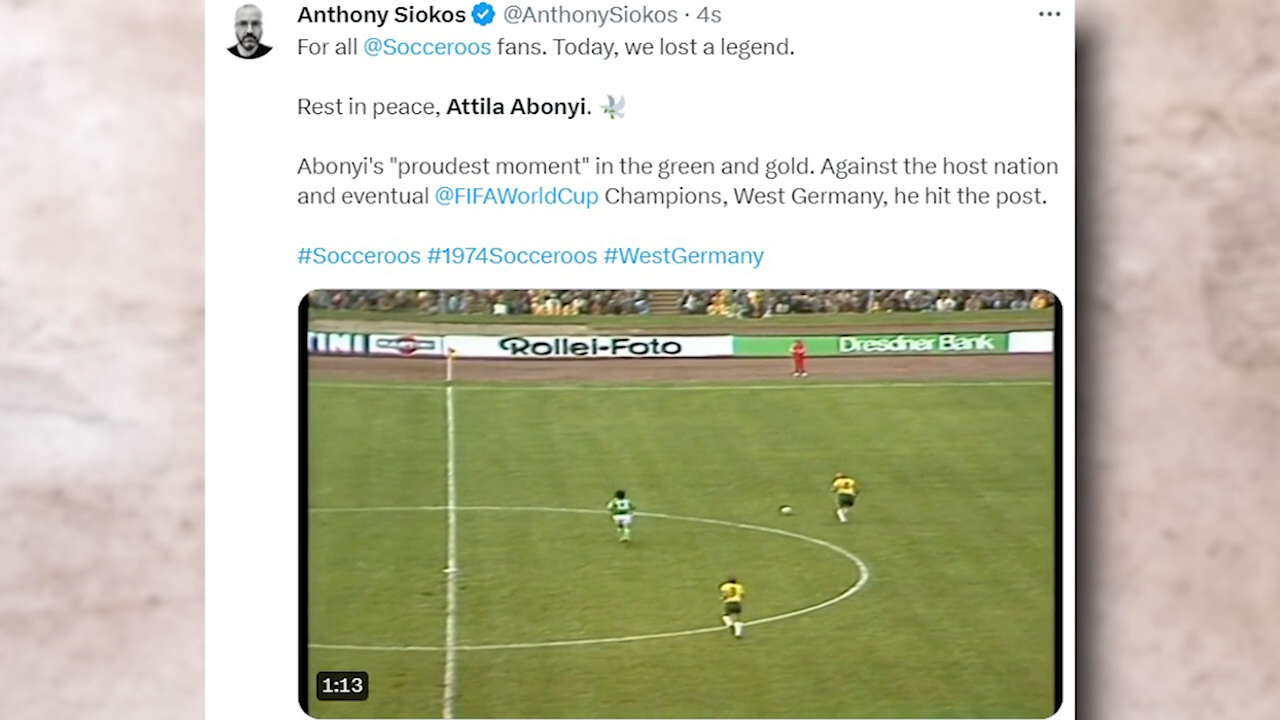 Anthony Siokos @AnthonySiokos · 4s
For all @Socceroos fans. Today, we lost a legend.
Rest in peace, Attila Abonyi. 🕊️
Abonyi's "proudest moment" in the green and gold. Against the host nation
and eventual @FIFAWorldCup Champions, West Germany, he hit the post.
#Socceroos #1974Socceroos #WestGermany
Rollei-Foto
Dresdner Bank
1:13